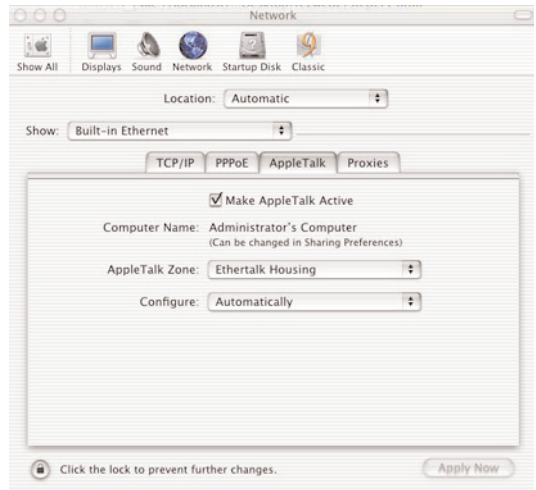 Network
Show All Displays Sound Network Startup Disk Classic
Location: Automatic
Show: Built-in Ethernet
TCP/IP PPPoE AppleTalk Proxies
Make AppleTalk Active
Computer Name: Administrator's Computer
(Can be changed in Sharing Preferences)
AppleTalk Zone: Ethertalk Housing
Configure: Automatically
Click the lock to prevent further changes.
Apply Now